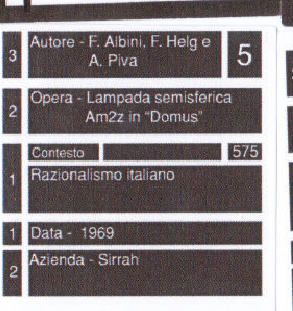 3 Autore - F. Albini, F. Helg e 5
A. Piva
2 Opera - Lampada semisferica
Am2z in "Domus"
Contesto 575
1 Razionalismo italiano
1 Data - 1969
2 Azienda - Sirrah